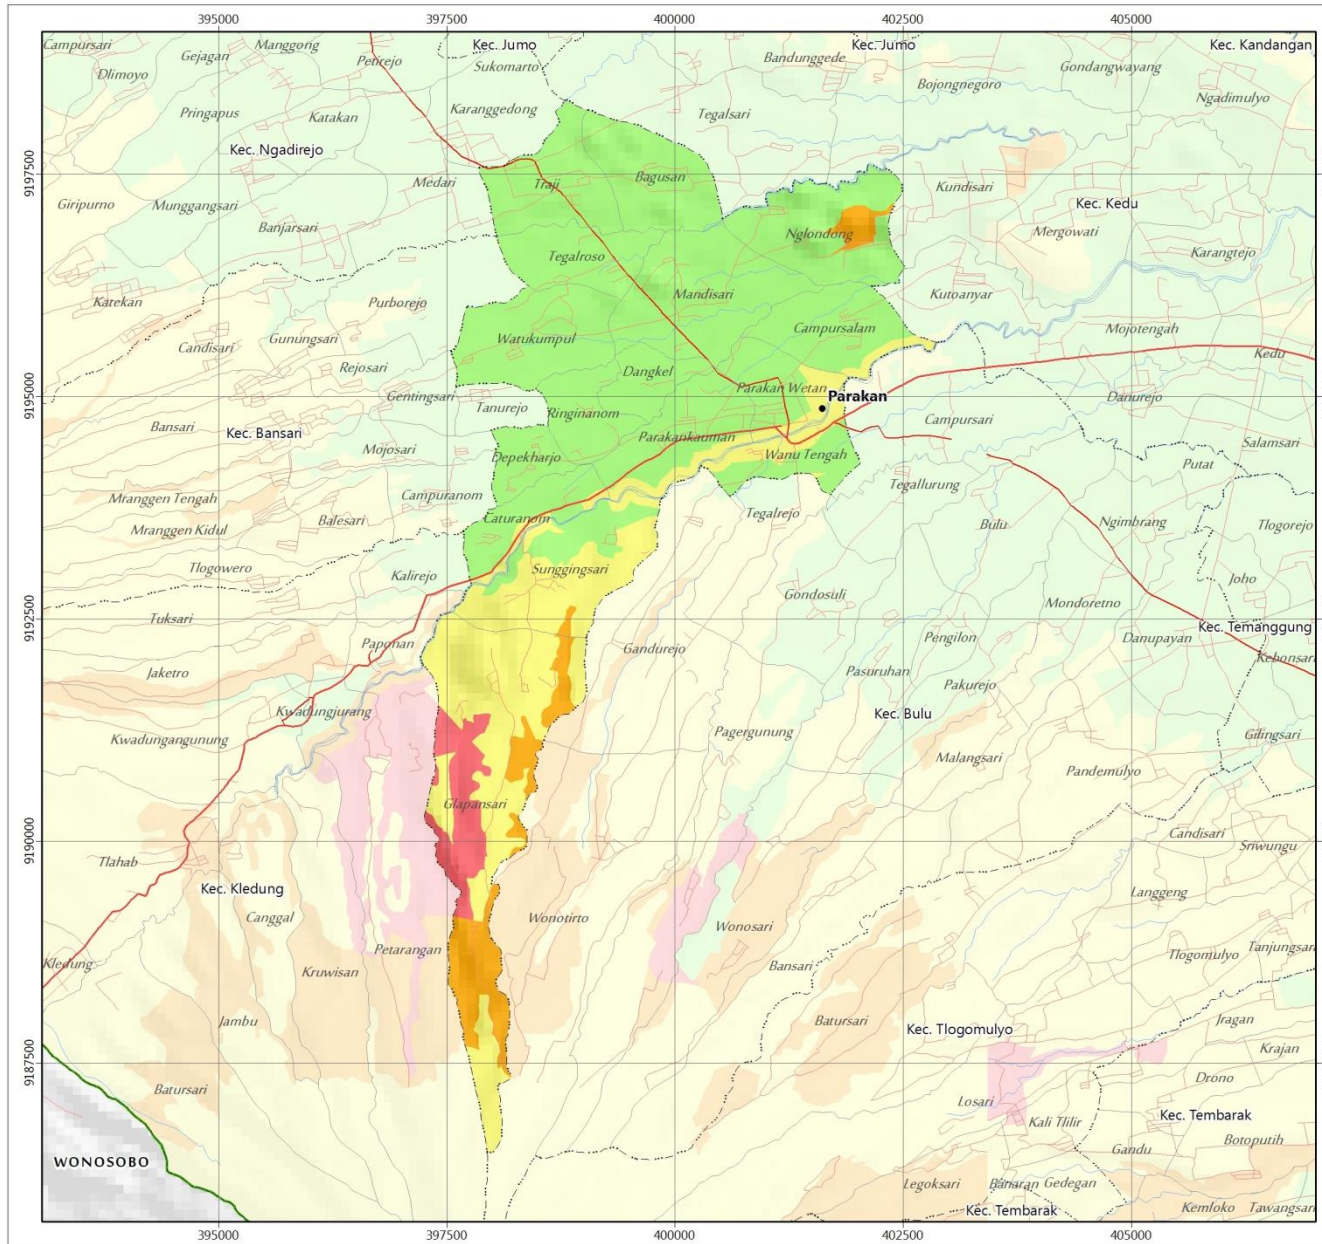 395000 397500 400000 402500 405000
Campursari
Gejagan
Manggong
Petirejo
Kec. Jumo
Sukomarto
Kec. Jumo
Bandunggede
Kec. Kandangan
Gondangwayang
Dlimoyo
Bojongnegoro
Ngadimulyo
Pringapus
Katakan
Karanggedong
Tegalsari
Kec. Ngadirejo
9197500
Medari
Traji
Bagusan
Kundisari
Giripurno
Munggangsari
Banjarsari
Nglondong
Kec. Kedu
Mergowati
Karangtejo
Tegalroso
Katekan
Purborejo
Mandisari
Kutoanyar
Candisari
Gunungsari
Watukumpul
Campursalam
Mojotengah
Kedu
Rejosari
Dangkel
9195000
Gentingsari
Parakan Wetan
Parakan
Tanurejo
Ringinanom
Danurejo
Bansari
Kec. Bansari
Campursari
Parakankauman
Salamsari
Mojosari
Depekharjo
Wanu Tengah
Putat
Mranggen Tengah
Campuranom
Tegallurung
Mranggen Kidul
Balesari
Caturanom
Tegalrejo
Bulu
Ngimbrang
Tlogorejo
Tlogowero
Kalirejo
Sunggingsari
Joho
Gondosuli
9192500
Tuksari
Mondoretno
Kec. Temanggung
Paponan
Gandurejo
Pengilon
Danupayan
Kebonsari
Jaketro
Pasuruhan
Pakurejo
Kwadungjurang
Kec. Bulu
Kwadungangunung
Pagergunung
Gilingsari
Malangsari
Pandemulyo
Glapansari
9190000
Tlahab
Candisari
Sriwungu
Kec. Kledung
Langgeng
Canggal
Wonotirto
Wonosari
Petarangan
Tanjungsari
Kledung
Kruwisan
Bansari
Tlogomulyo
Jambu
Batursari
Kec. Tlogomulyo
Jragan
9187500
Krajan
Batursari
Drono
Losari
Kec. Tembarak
Kali Tlilir
WONOSOBO
Gandu
Botoputih
Legoksari
Banaran
Gedegan
Kec. Tembarak
Kemloko
Tawangsari
395000 397500 400000 402500 405000